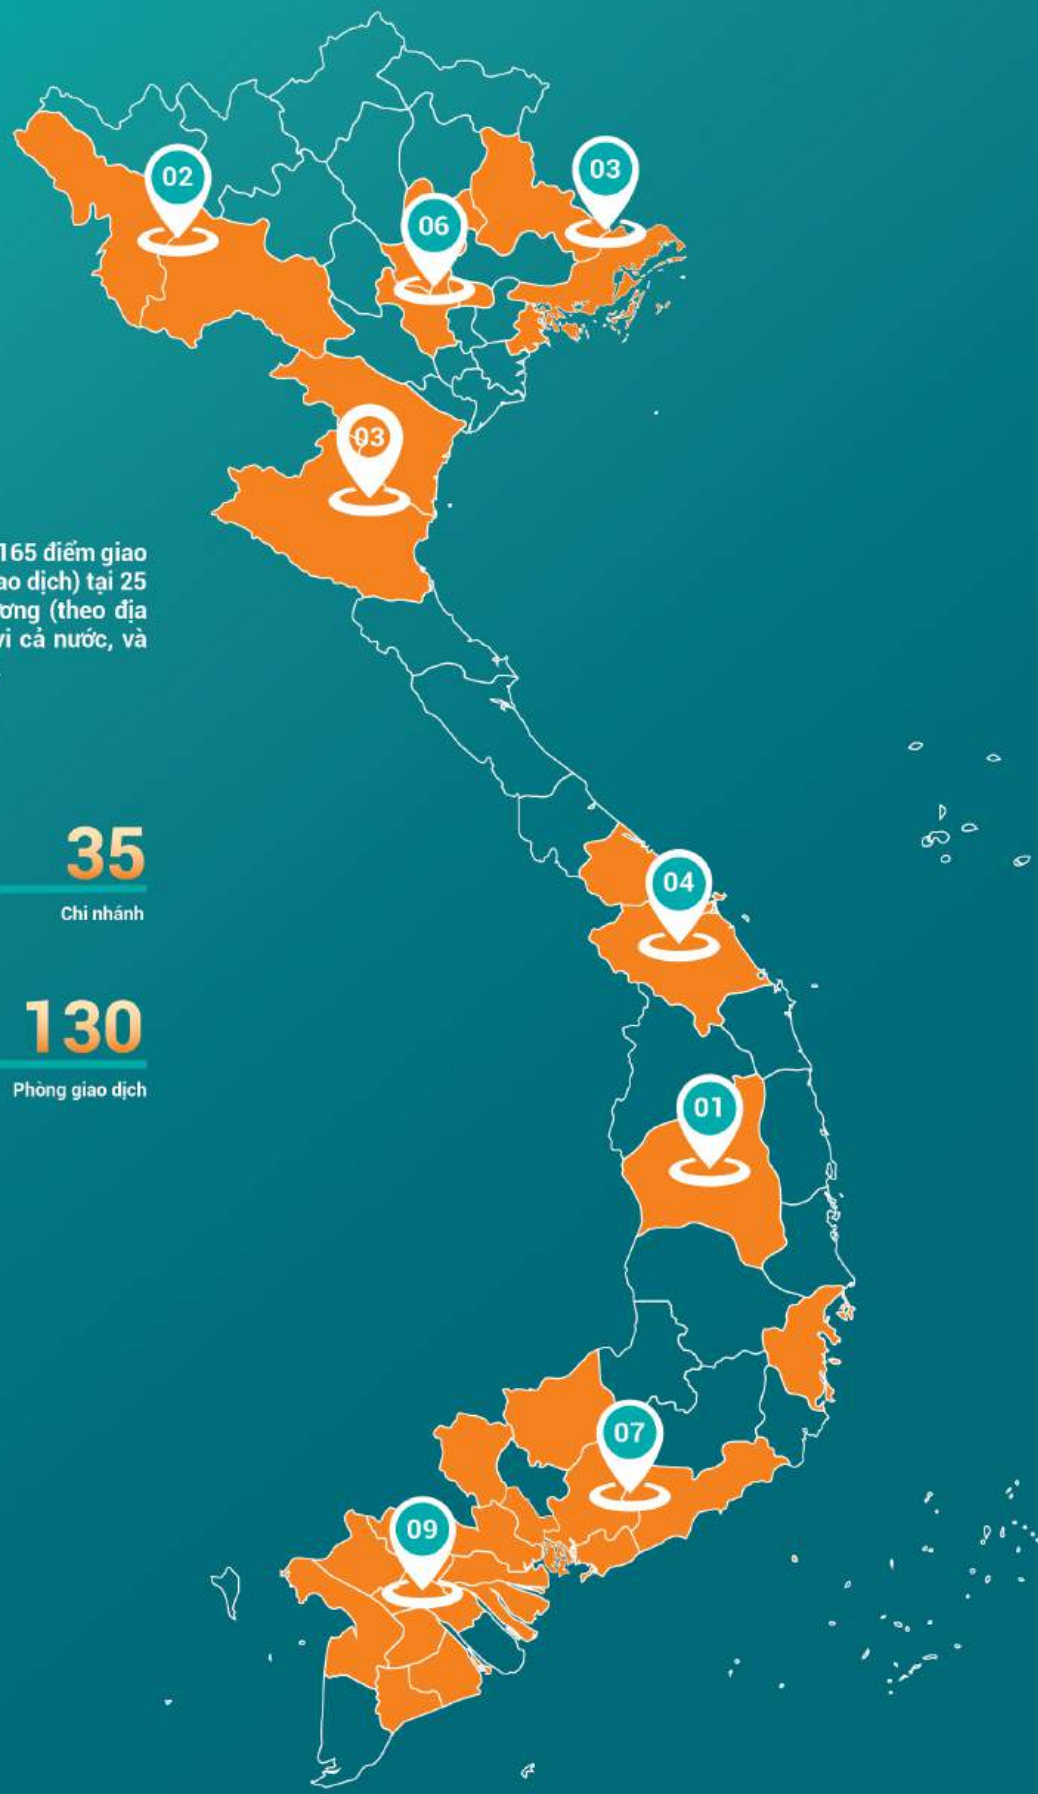 02
03
06
03
165 điểm giao
ao dịch) tại 25
ơng (theo địa
vi cả nước, và
35
Chi nhánh
04
130
Phòng giao dịch
01
07
09